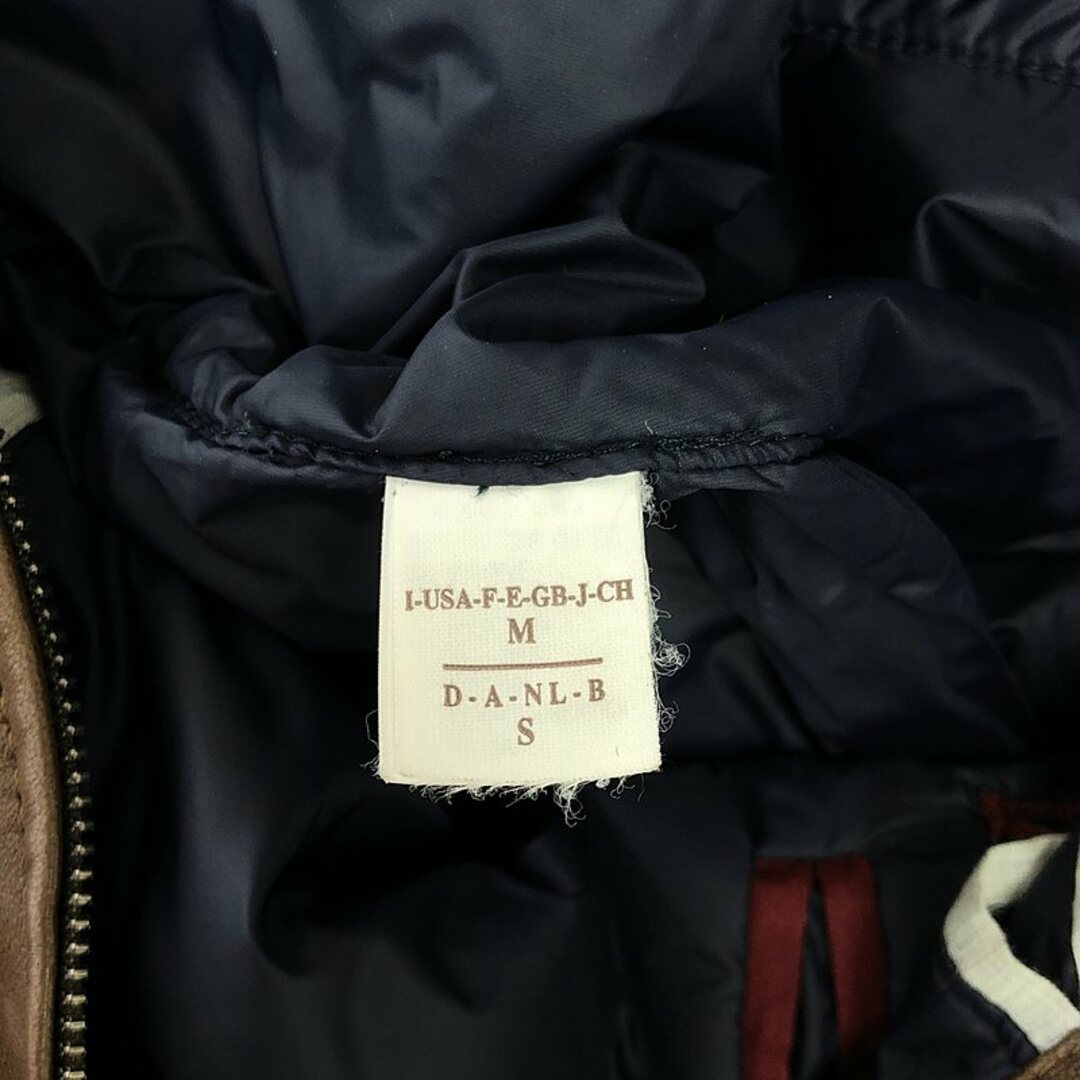 I-USA-F-E-GB-J-CH
M
D - A - NL - B
S